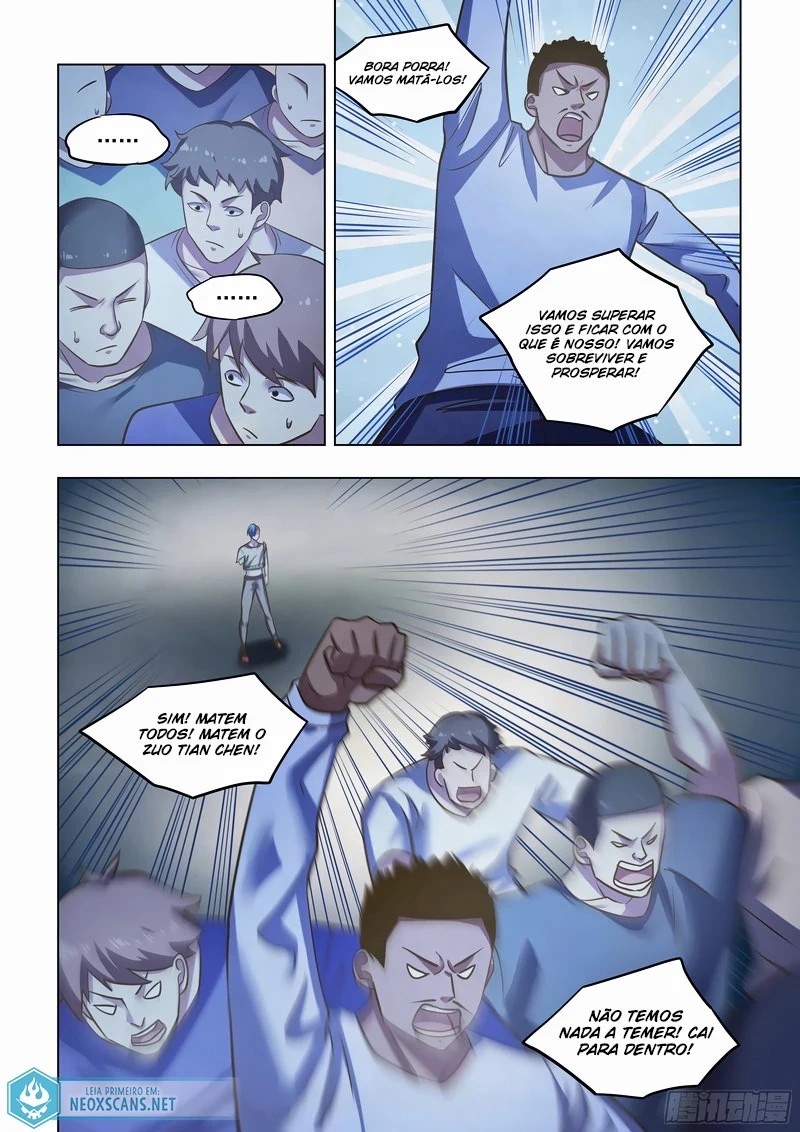 ......
......
BORA PORRA!
VAMOS MATÁ-LOS!
VAMOS SUPERAR
ISSO E FICAR COM O
QUE É NOSSO! VAMOS
SOBREVIVER E
PROSPERAR!
SIM! MATEM
TODOS! MATEM O
ZUO TIAN CHEN!
NÃO TEMOS
NADA A TEMER! CAI
PARA DENTRO!
LEIA PRIMEIRO EM:
NEOXSCANS.NET
腾讯动漫